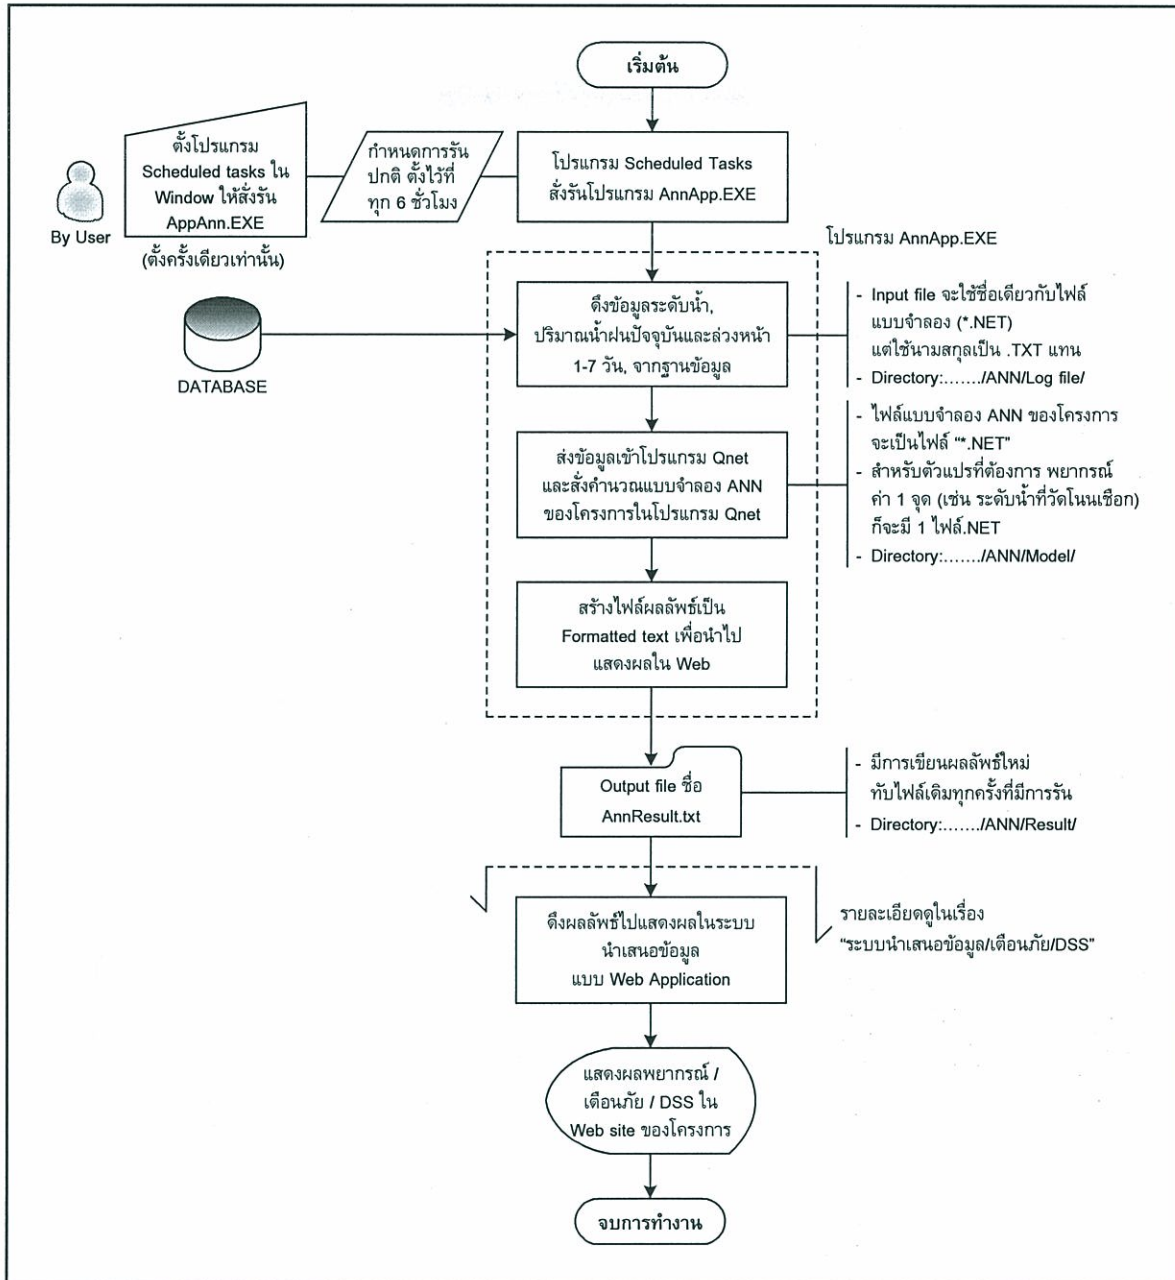 เริ่มต้น
ตั้งโปรแกรม
Scheduled tasks ใน
Window ให้สั่งรัน
AppAnn.EXE
(ตั้งครั้งเดียวเท่านั้น)
By User
กำหนดการรัน
ปกติ ตั้งไว้ที่
ทุก 6 ชั่วโมง
โปรแกรม Scheduled Tasks
สั่งรันโปรแกรม AnnApp.EXE
โปรแกรม AnnApp.EXE
DATABASE
ดึงข้อมูลระดับน้ำ,
ปริมาณน้ำฝนปัจจุบันและล่วงหน้า
1-7 วัน, จากฐานข้อมูล
- Input file จะใช้ชื่อเดียวกับไฟล์
แบบจำลอง (*.NET)
แต่ใช้นามสกุลเป็น .TXT แทน
- Directory:……./ANN/Log file/
ส่งข้อมูลเข้าโปรแกรม Qnet
และสั่งคำนวณแบบจำลอง ANN
ของโครงการในโปรแกรม Qnet
- ไฟล์แบบจำลอง ANN ของโครงการ
จะเป็นไฟล์ “*.NET”
- สำหรับตัวแปรที่ต้องการ พยากรณ์
ค่า 1 จุด (เช่น ระดับน้ำที่วัดโนนเชือก)
ก็จะมี 1 ไฟล์.NET
- Directory:……./ANN/Model/
สร้างไฟล์ผลลัพธ์เป็น
Formatted text เพื่อนำไป
แสดงผลใน Web
Output file ชื่อ
AnnResult.txt
- มีการเขียนผลลัพธ์ใหม่
ทับไฟล์เดิมทุกครั้งที่มีการรัน
- Directory:……./ANN/Result/
ดึงผลลัพธ์ไปแสดงผลในระบบ
นำเสนอข้อมูล
แบบ Web Application
รายละเอียดดูในเรื่อง
“ระบบนำเสนอข้อมูล/เตือนภัย/DSS”
แสดงผลพยากรณ์ /
เตือนภัย / DSS ใน
Web site ของโครงการ
จบการทำงาน